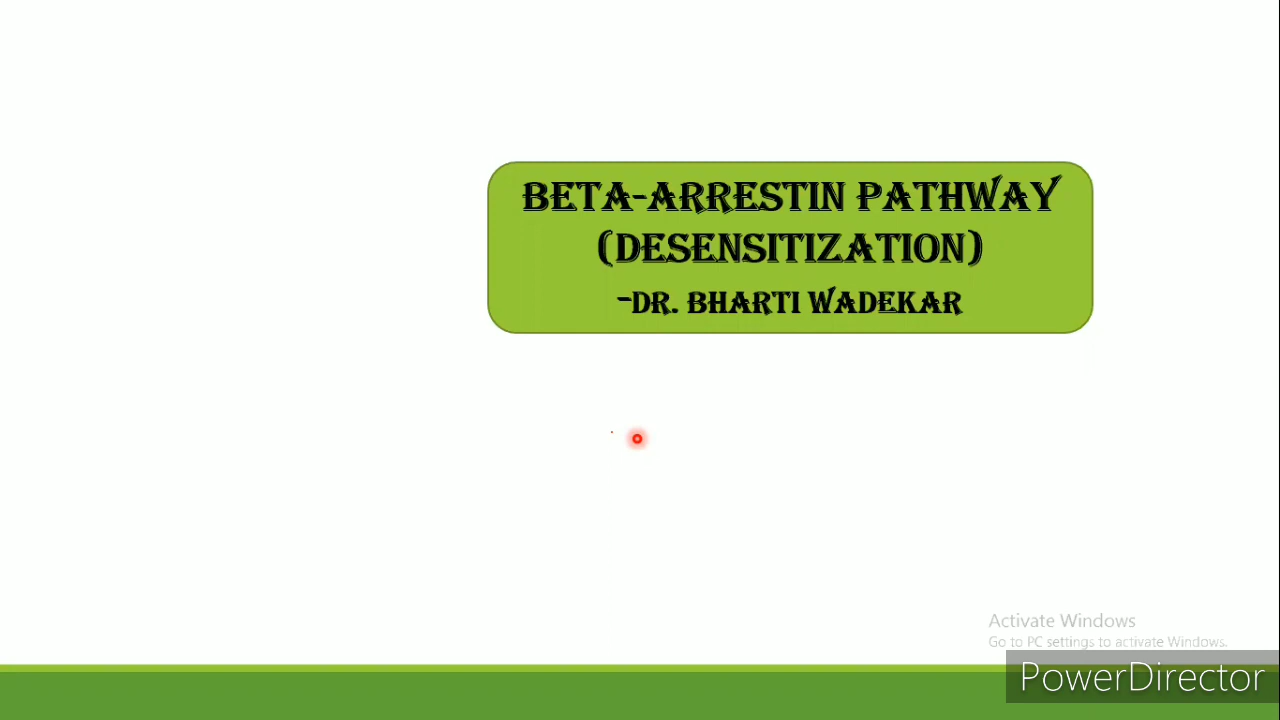 BETA-ARRESTIN PATHWAY
(DESENSITIZATION)
-DR. BHARTI WADEKAR
Activate Windows
Go to PC settings to activate Windows.
PowerDirector